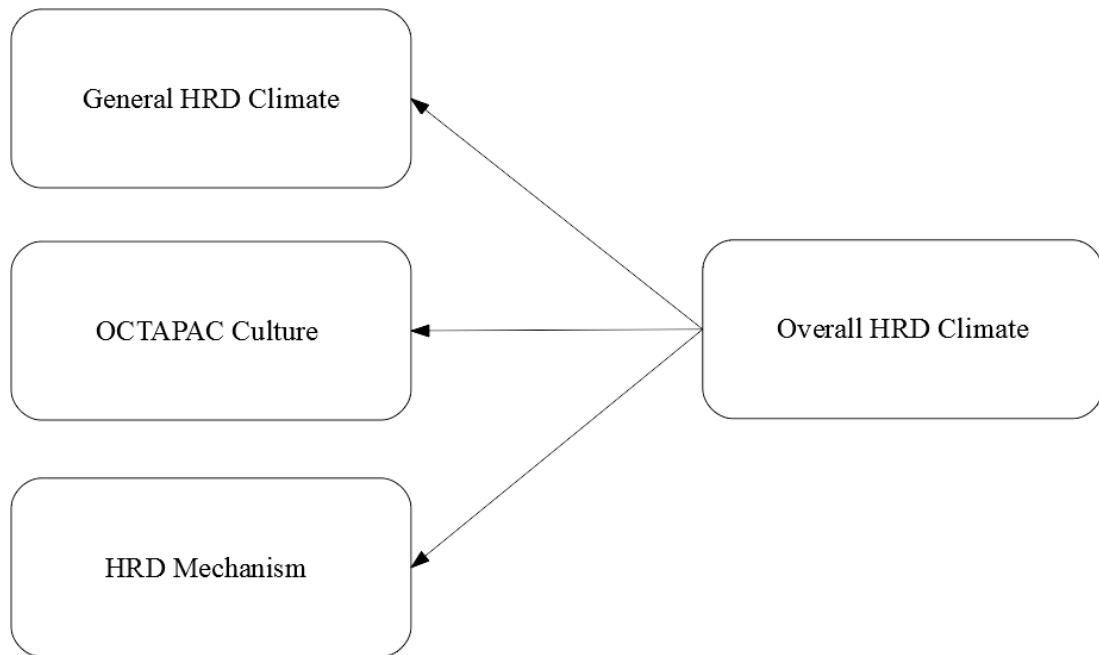 General HRD Climate
OCTAPAC Culture
Overall HRD Climate
HRD Mechanism